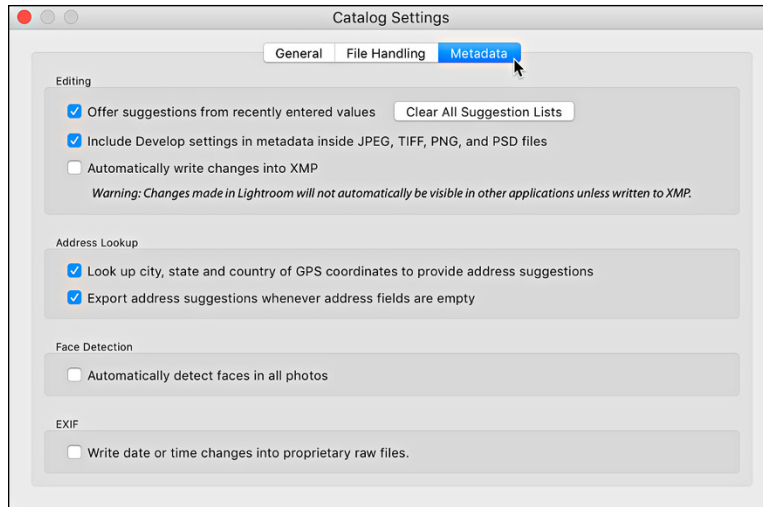 Catalog Settings
General File Handling Metadata
Editing
Offer suggestions from recently entered values Clear All Suggestion Lists
Include Develop settings in metadata inside JPEG, TIFF, PNG, and PSD files
Automatically write changes into XMP
Warning: Changes made in Lightroom will not automatically be visible in other applications unless written to XMP.
Address Lookup
Look up city, state and country of GPS coordinates to provide address suggestions
Export address suggestions whenever address fields are empty
Face Detection
Automatically detect faces in all photos
EXIF
Write date or time changes into proprietary raw files.